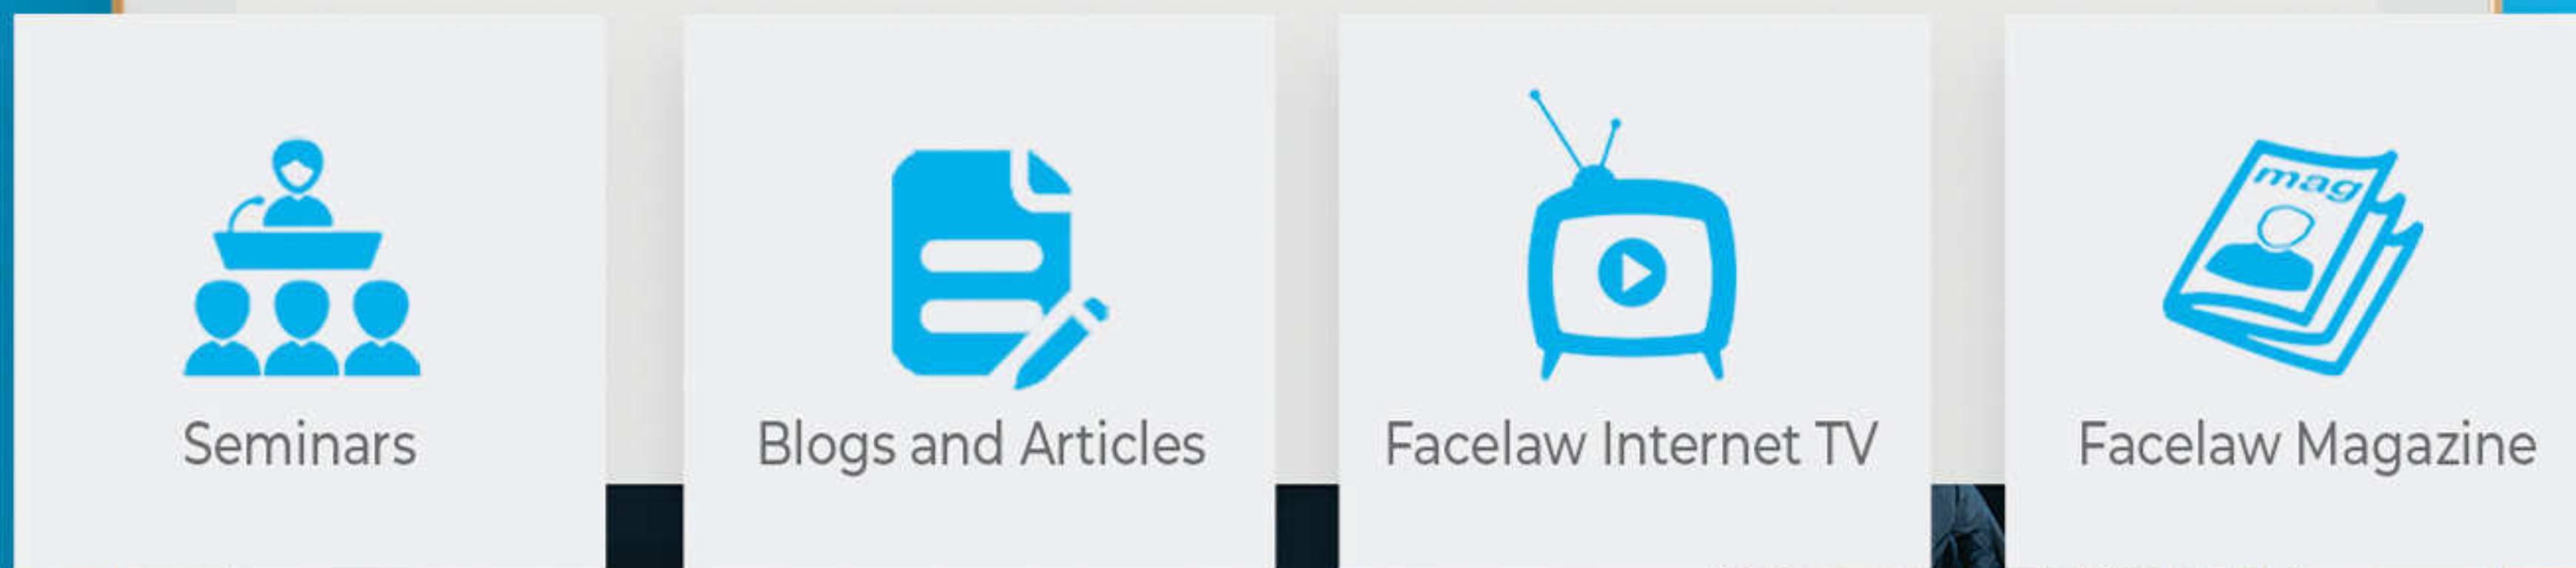 mag
Seminars
Blogs and Articles
Facelaw Internet TV
Facelaw Magazine